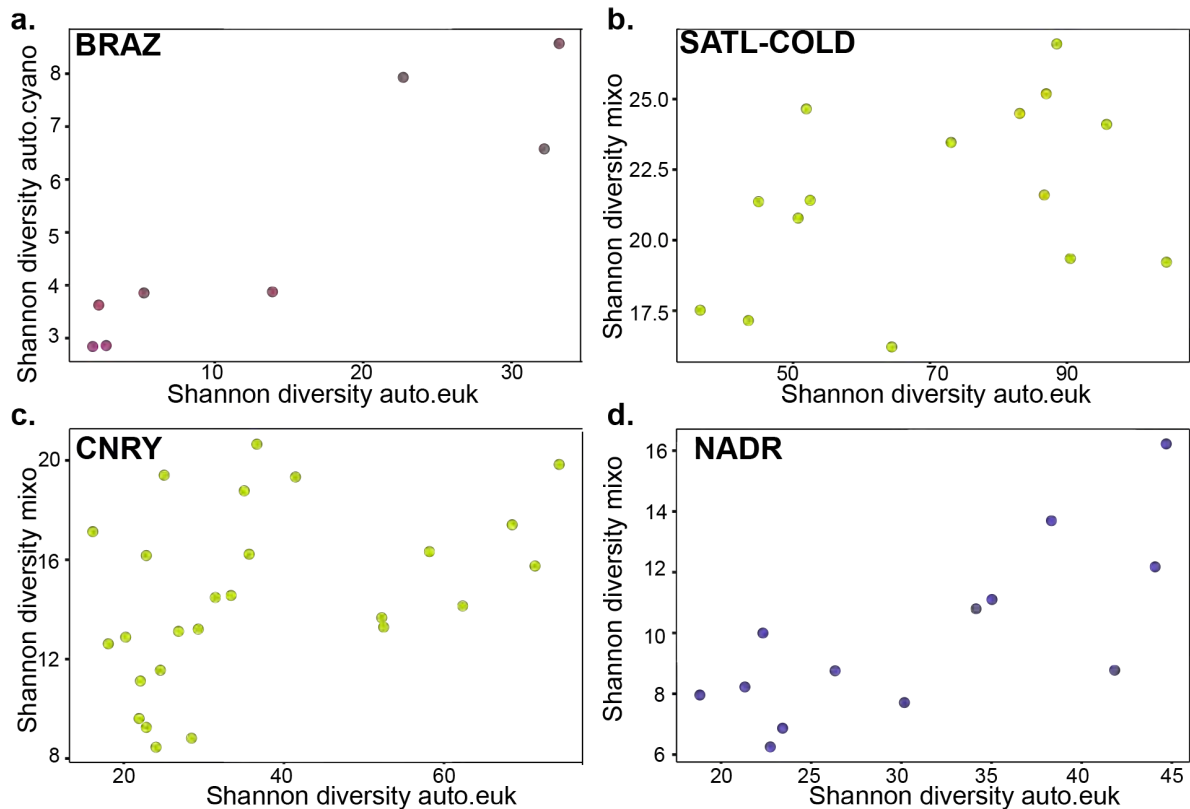 a.
BRAZ
Shannon diversity auto.cyano
8
7
6
5
4
3
10
20
30
Shannon diversity auto.euk
b.
SATL-COLD
Shannon diversity mixo
25.0
22.5
20.0
17.5
50
70
90
Shannon diversity auto.euk
c.
CNRY
Shannon diversity mixo
20
16
12
8
20
40
60
Shannon diversity auto.euk
d.
NADR
Shannon diversity mixo
16
14
12
10
8
6
20
25
30
35
40
45
Shannon diversity auto.euk